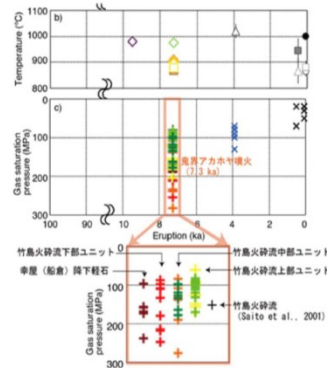 b)
Temperature (°C)
1100
1000
900
800
c)
Gas saturation pressure (MPa)
0
100
200
300
鬼界アカホヤ噴火
(7.3 ka)
100 90 10 8 6 4 2 0
Eruption (ka)
竹島火砕流下部ユニット
竹島火砕流中部ユニット
幸屋（船倉）降下軽石
竹島火砕流上部ユニット
竹島火砕流
(Saito et al., 2001)
Gas saturation pressure (MPa)
0
100
200
300